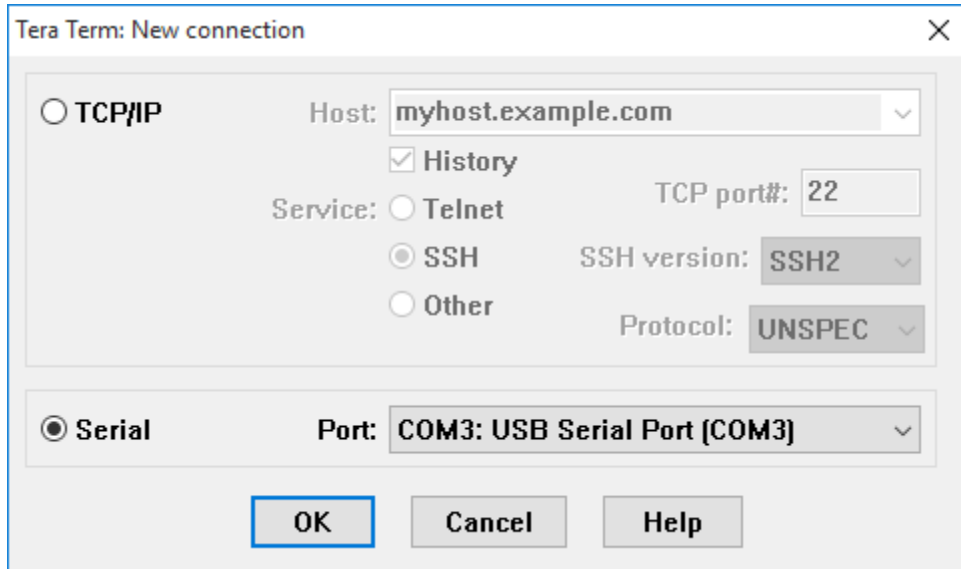 Tera Term: New connection
TCP/IP Host: myhost.example.com
History
Service: Telnet TCP port#: 22
SSH SSH version: SSH2
Other Protocol: UNSPEC
Serial Port: COM3: USB Serial Port (COM3)
OK Cancel Help